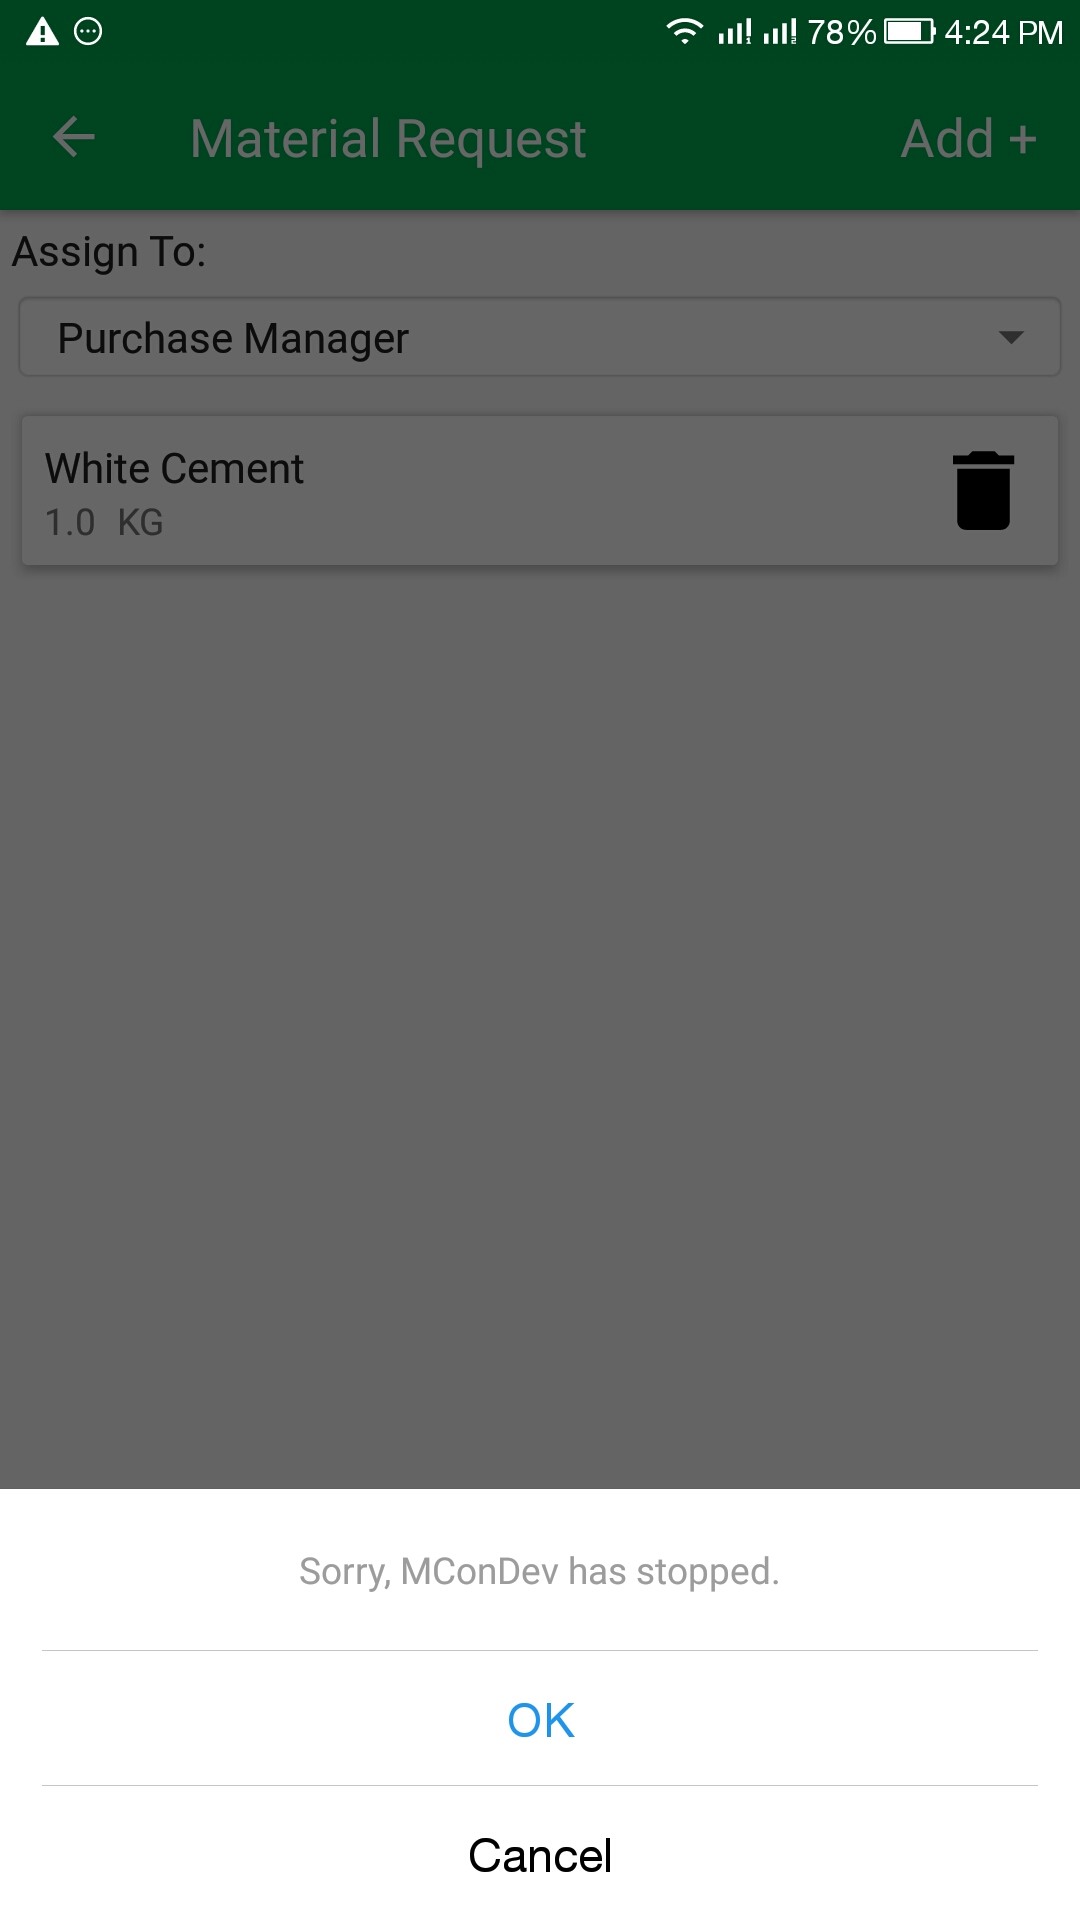 78% 4:24 PM
Material Request Add +
Assign To:
Purchase Manager
White Cement
1.0 KG
Sorry, MConDev has stopped.
OK
Cancel